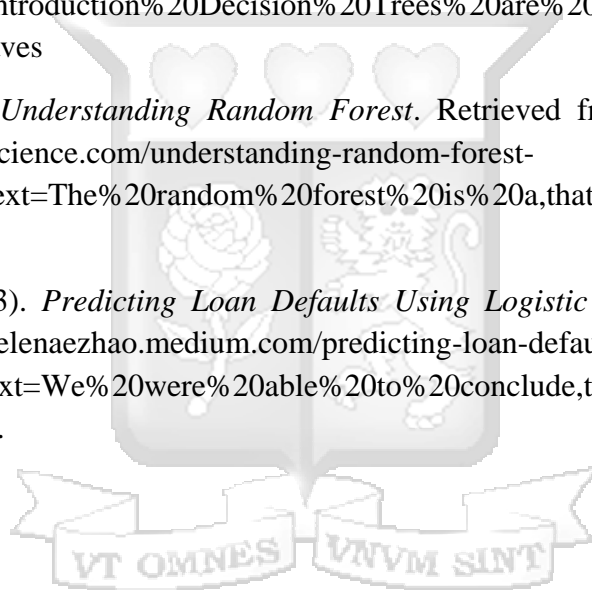 ntroduction%20Decision%20Trees%20are%20
ves
Understanding Random Forest. Retrieved fr
cience.com/understanding-random-forest-
ext=The%20random%20forest%20is%20a,that
3). Predicting Loan Defaults Using Logistic
elenaezhao.medium.com/predicting-loan-defau
xt=We%20were%20able%20to%20conclude,t
.
VT OMNES VNVM SINT